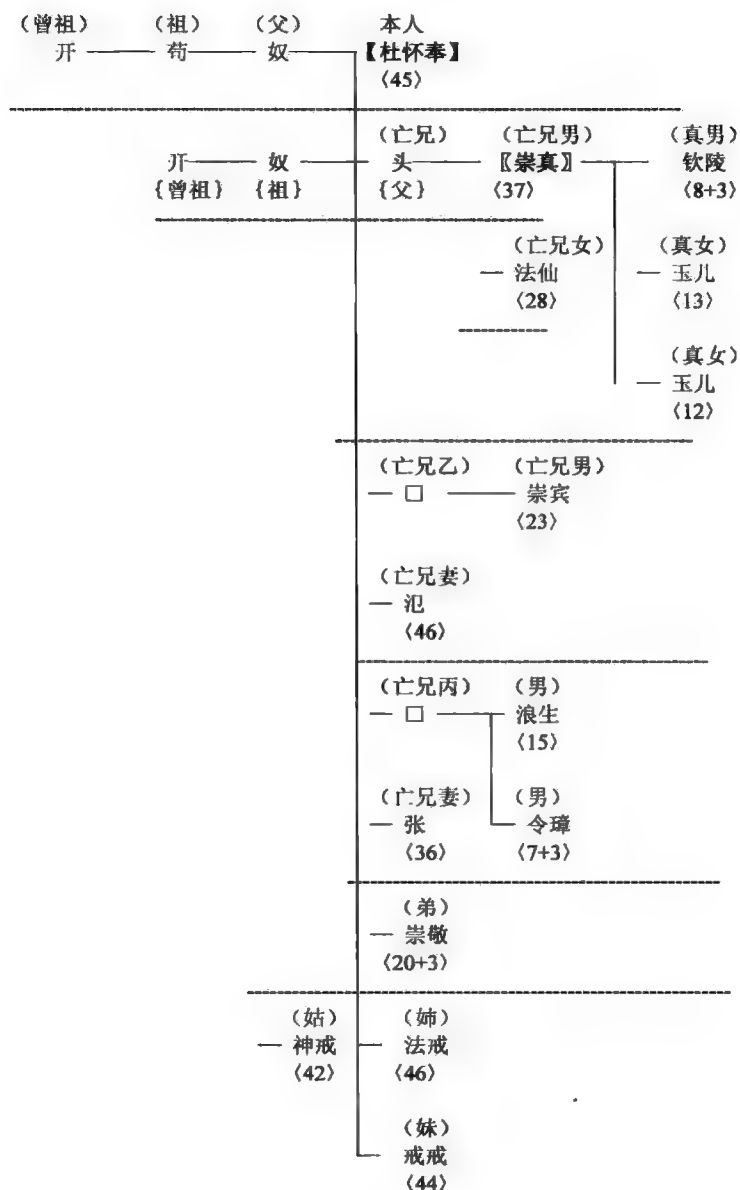 (曾祖) (祖) (父) 本人
开 苟 奴 【杜怀奉】
〈45〉
(亡兄) (亡兄男) (真男)
开 奴 头 〖崇真〗 钦陵
{曾祖} {祖} {父} 〈37〉 〈8+3〉
(亡兄女) (真女)
法仙 玉儿
〈28〉 〈13〉
(真女)
玉儿
〈12〉
(亡兄乙) (亡兄男)
□ 崇宾
〈23〉
(亡兄妻)
氾
〈46〉
(亡兄丙) (男)
□ 浪生
〈15〉
(亡兄妻) (男)
张 令璋
〈36〉 〈7+3〉
(弟)
崇敬
〈20+3〉
(姑) (姉)
神戒 法戒
〈42〉 〈46〉
(妹)
戒戒
〈44〉